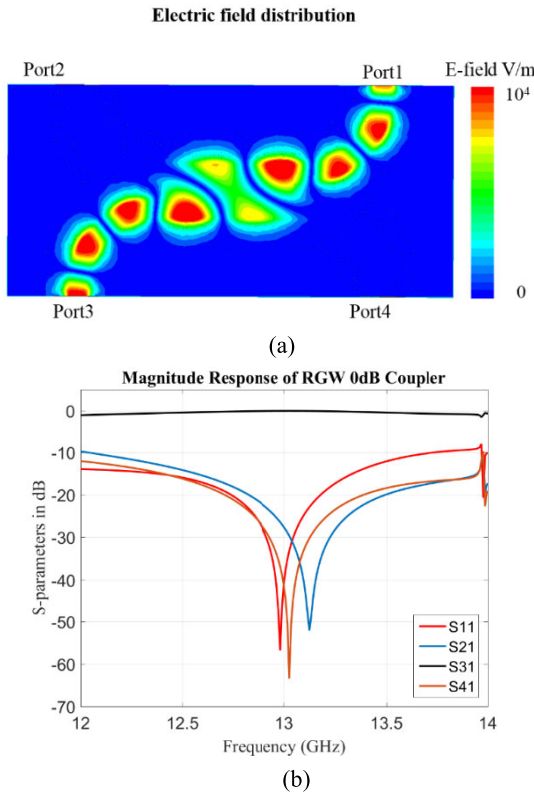 Electric field distribution
Port2
Port1
E-field V/m
10⁴
0
Port3
Port4
(a)
Magnitude Response of RGW 0dB Coupler
S-parameters in dB
0
-10
-20
-30
-40
-50
-60
-70
S11
S21
S31
S41
12
12.5
13
13.5
14
Frequency (GHz)
(b)